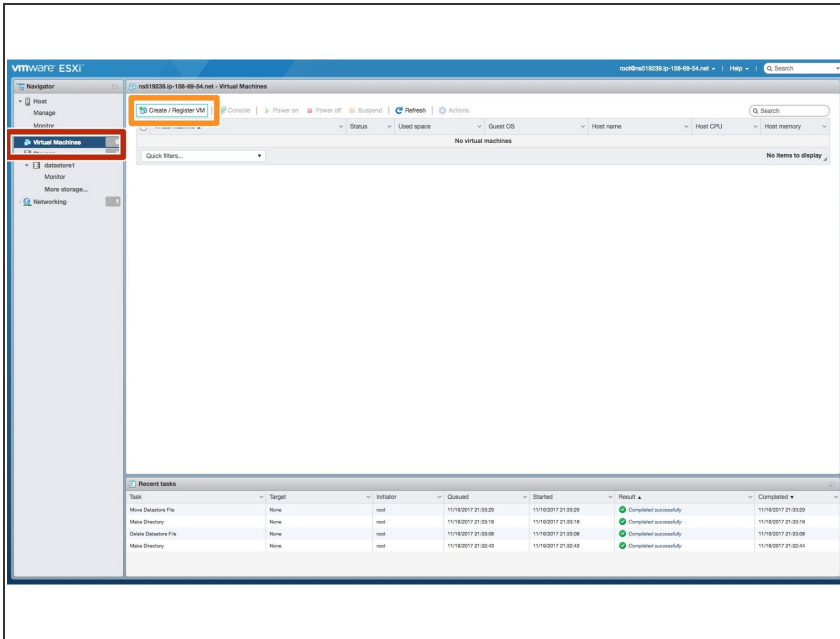 vmware ESXi
root@ns519239.ip-158-69-54.net
Help
Search
Navigator
ns519239.ip-158-69-54.net - Virtual Machines
Host
Manage
Monitor
Virtual Machines
datastore1
Monitor
More storage...
Networking
1
Create / Register VM
Console
Power on
Power off
Suspend
Refresh
Actions
Search
Status
Used space
Guest OS
Host name
Host CPU
Host memory
No virtual machines
Quick filters...
No items to display
Recent tasks
Task Target Initiator Queued Started Result Completed
Move Datastore File None root 11/16/2017 21:33:29 11/16/2017 21:33:29 Completed successfully 11/16/2017 21:33:29
Make Directory None root 11/16/2017 21:33:18 11/16/2017 21:33:18 Completed successfully 11/16/2017 21:33:18
Delete Datastore File None root 11/16/2017 21:33:08 11/16/2017 21:33:08 Completed successfully 11/16/2017 21:33:08
Make Directory None root 11/16/2017 21:32:43 11/16/2017 21:32:43 Completed successfully 11/16/2017 21:32:44